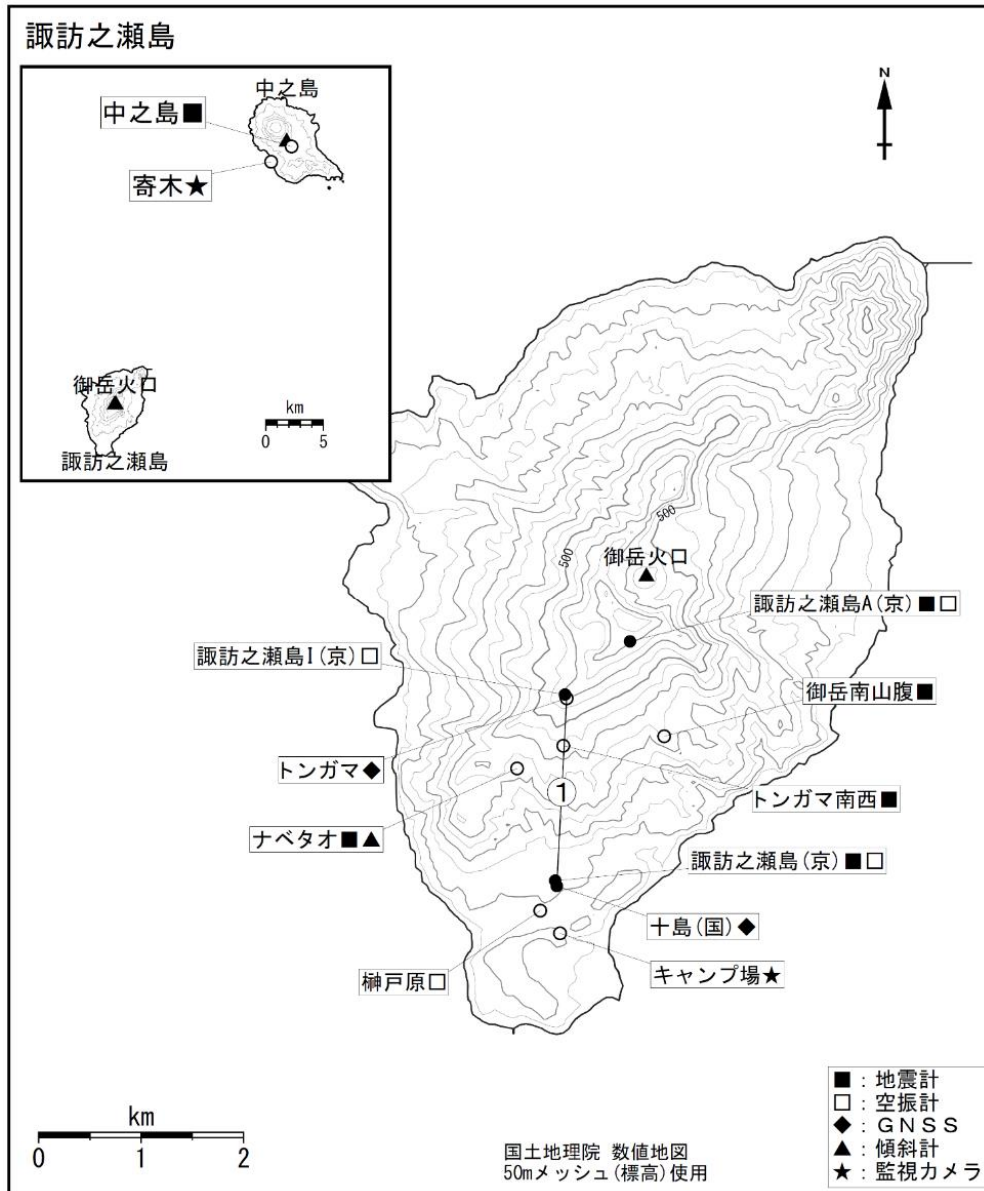 諏訪之瀬島
中之島
中之島■
寄木★
御岳火口
諏訪之瀬島
km
0 5
N
500
500
御岳火口
諏訪之瀬島A(京)■□
諏訪之瀬島I(京)□
御岳南山腹■
トンガマ◆
トンガマ南西■
①
ナベタオ■▲
諏訪之瀬島(京)■□
十島(国)◆
榊戸原□
キャンプ場★
km
0 1 2
国土地理院 数値地図
50mメッシュ(標高)使用
■:地震計
□:空振計
◆:GNSS
▲:傾斜計
★:監視カメラ